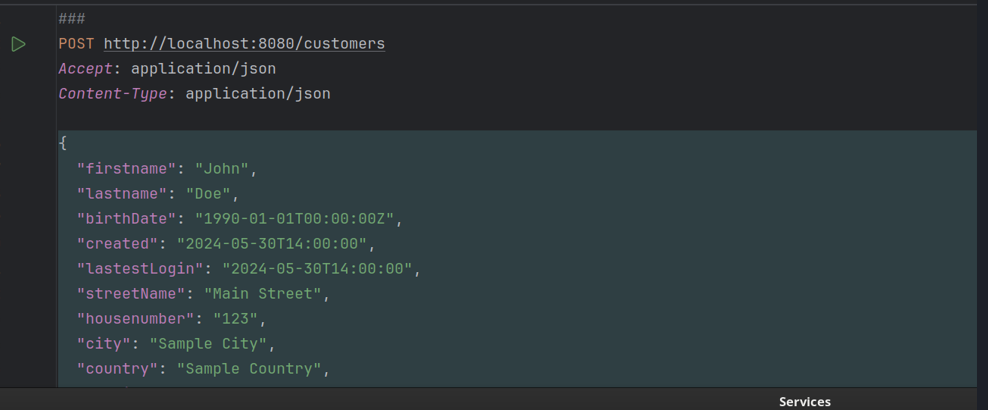 ###
POST http://localhost:8080/customers
Accept: application/json
Content-Type: application/json
{
"firstname": "John",
"lastname": "Doe",
"birthDate": "1990-01-01T00:00:00Z",
"created": "2024-05-30T14:00:00",
"lastestLogin": "2024-05-30T14:00:00",
"streetName": "Main Street",
"housenumber": "123",
"city": "Sample City",
"country": "Sample Country",
Services